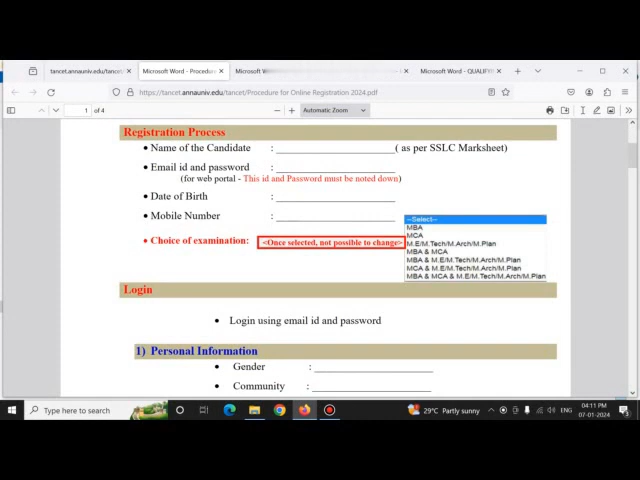 tancet.annauniv.edu/tancet
Microsoft Word - Procedure
Microsoft Wo
Microsoft Word - QUALIFYI
https://tancet.annauniv.edu/tancet/Procedure for Online Registration 2024.pdf
1 of 4
Automatic Zoom
Registration Process
• Name of the Candidate : ( as per SSLC Marksheet)
• Email id and password :
(for web portal - This id and Password must be noted down)
• Date of Birth
• Mobile Number :
• Choice of examination: <Once selected, not possible to change>
--Select--
MBA
MCA
M.E/M.Tech/M.Arch/M.Plan
MBA & MCA
MBA & M.E/M.Tech/M.Arch/M.Plan
MCA & M.E/M.Tech/M.Arch/M.Plan
MBA & MCA & M.E/M.Tech/M.Arch/M.Plan
Login
• Login using email id and password
1) Personal Information
• Gender :
• Community :
Type here to search
29°C Partly sunny
ENG
04:11 PM
07-01-2024